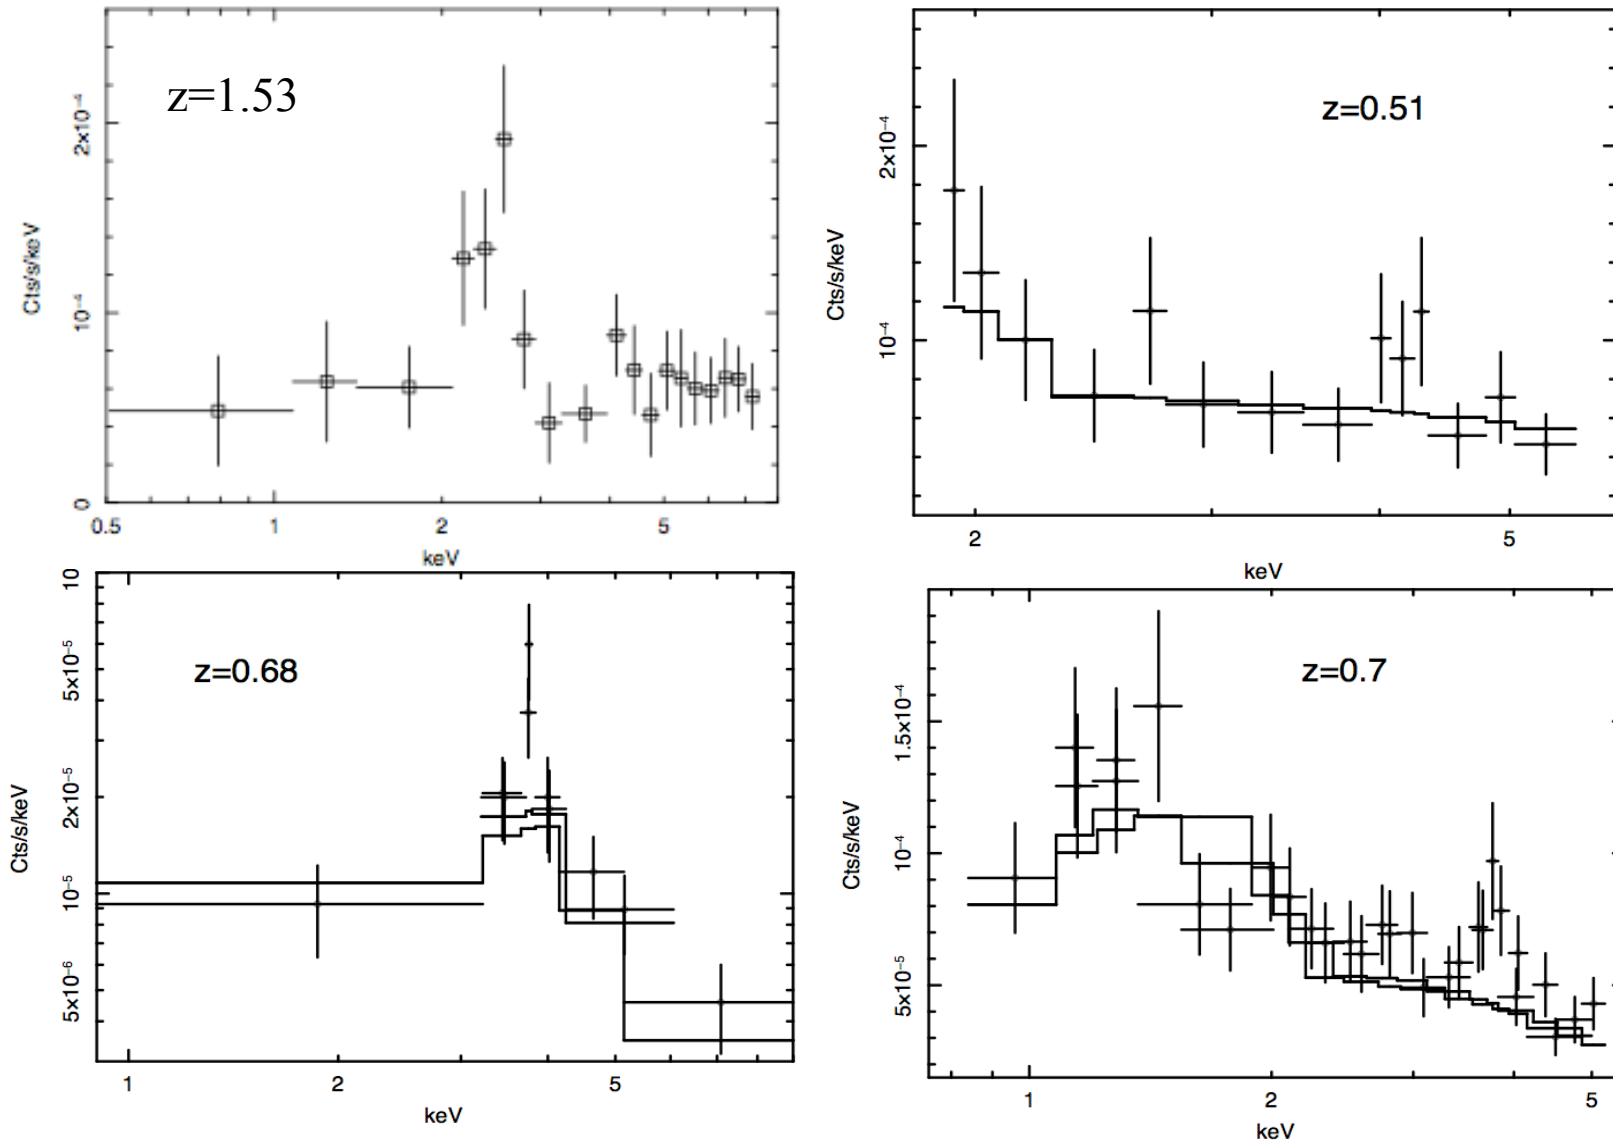 z=1.53
2×10⁻⁴
10⁻⁴
0
Cts/s/keV
0.5 1 2 5
keV
z=0.51
2×10⁻⁴
10⁻⁴
Cts/s/keV
2 5
keV
z=0.68
10
5×10⁻⁵
2×10⁻⁵
10⁻⁵
5×10⁻⁶
Cts/s/keV
1 2 5
keV
z=0.7
1.5×10⁻⁴
10⁻⁴
5×10⁻⁵
Cts/s/keV
1 2 5
keV